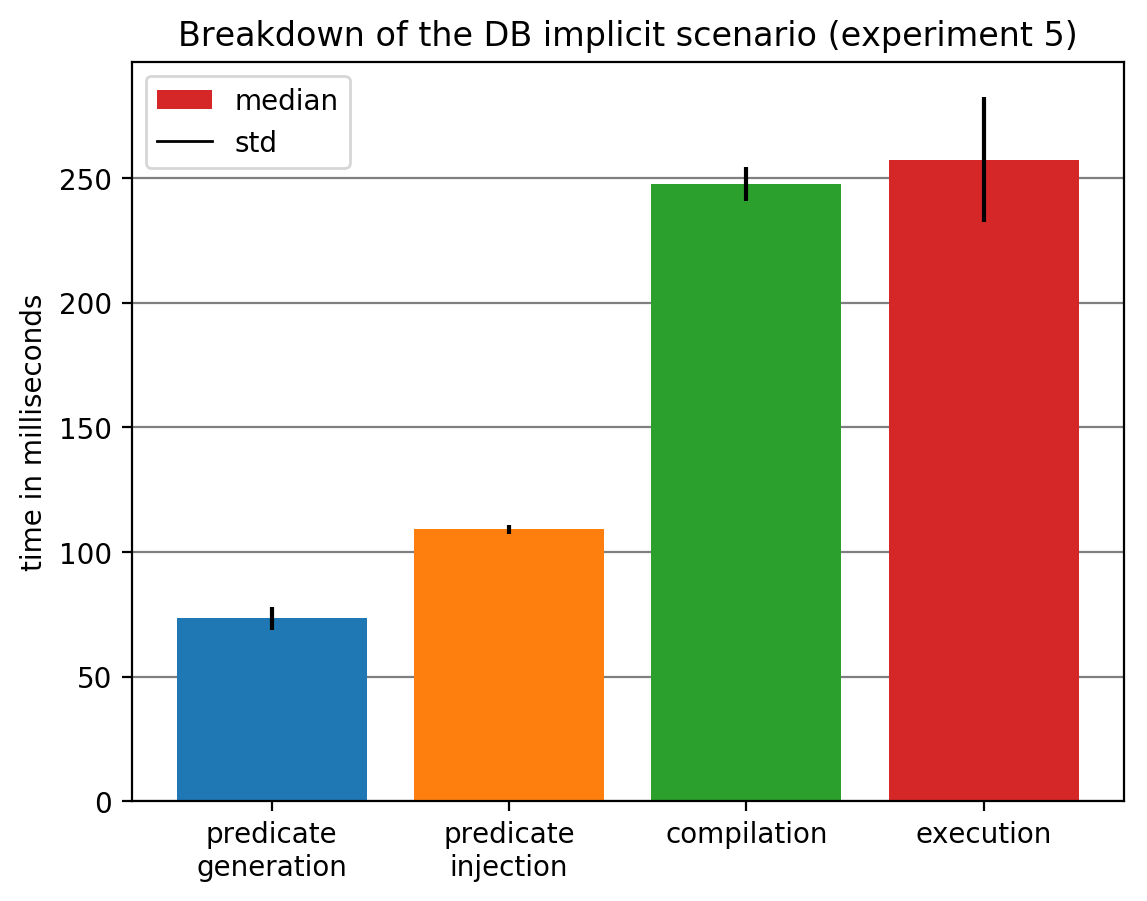 Breakdown of the DB implicit scenario (experiment 5)
median
std
time in milliseconds
250
200
150
100
50
0
predicate
generation
predicate
injection
compilation
execution